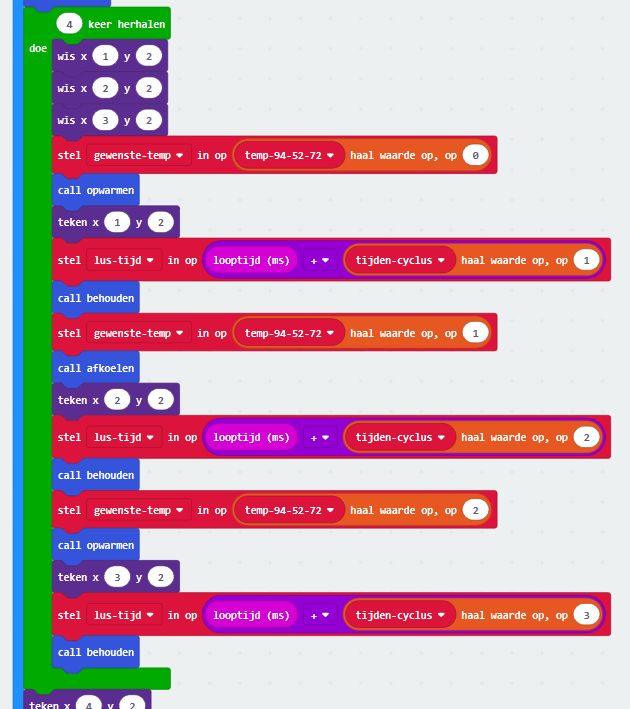 4 keer herhalen
doe
wis x 1 y 2
wis x 2 y 2
wis x 3 y 2
stel gewenste-temp in op temp-94-52-72 haal waarde op, op 0
call opwarmen
teken x 1 y 2
stel lus-tijd in op looptijd (ms) + tijden-cyclus haal waarde op, op 1
call behouden
stel gewenste-temp in op temp-94-52-72 haal waarde op, op 1
call afkoelen
teken x 2 y 2
stel lus-tijd in op looptijd (ms) + tijden-cyclus haal waarde op, op 2
call behouden
stel gewenste-temp in op temp-94-52-72 haal waarde op, op 2
call opwarmen
teken x 3 y 2
stel lus-tijd in op looptijd (ms) + tijden-cyclus haal waarde op, op 3
call behouden
teken x 4 y 2